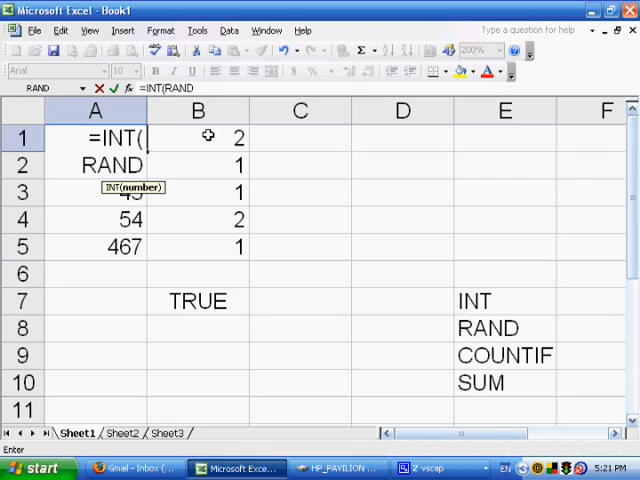 Microsoft Excel - Book1
File Edit View Insert Format Tools Data Window Help
Type a question for help
200%
Arial 10 B I U $ %
RAND =INT(RAND
A B C D E F
1 =INT( 2
2 RAND 1
INT(number)
3 45 1
4 54 2
5 467 1
6
7 TRUE INT
8 RAND
9 COUNTIF
10 SUM
11
Sheet1 Sheet2 Sheet3
Enter
start Gmail - Inbox (... Microsoft Exce... HP_PAVILION ... 2 vscap EN 5:21 PM